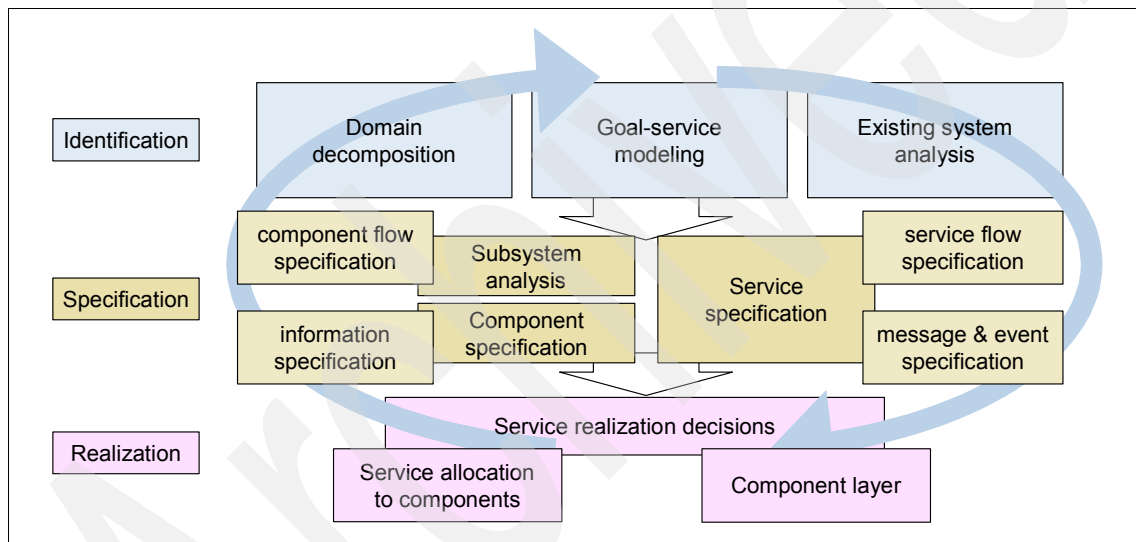 Identification
Domain
decomposition
Goal-service
modeling
Existing system
analysis
Specification
component flow
specification
Subsystem
analysis
Service
specification
service flow
specification
information
specification
Component
specification
message & event
specification
Realization
Service realization decisions
Service allocation
to components
Component layer